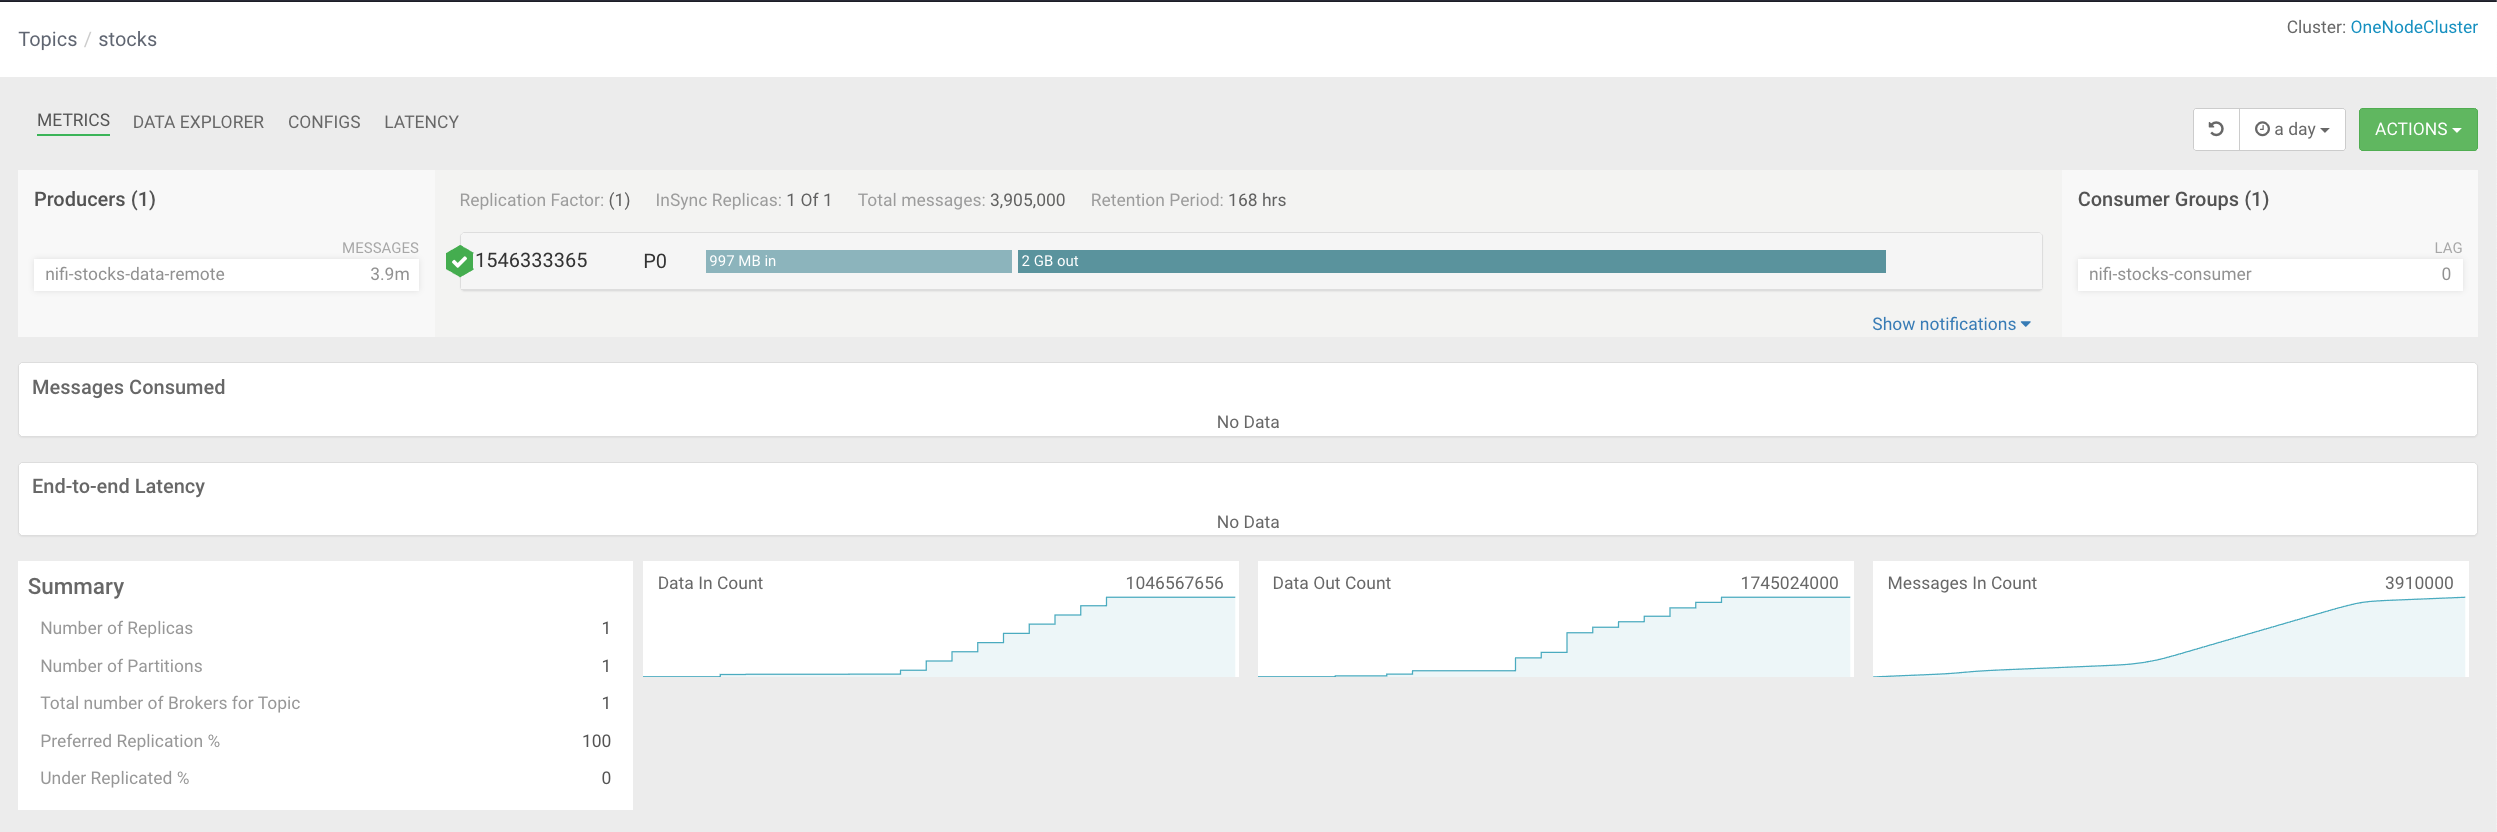 Topics / stocks
Cluster: OneNodeCluster
METRICS DATA EXPLORER CONFIGS LATENCY
a day
ACTIONS
Producers (1)
MESSAGES
nifi-stocks-data-remote 3.9m
Replication Factor: (1) InSync Replicas: 1 Of 1 Total messages: 3,905,000 Retention Period: 168 hrs
1546333365 P0 997 MB in 2 GB out
Show notifications
Consumer Groups (1)
LAG
nifi-stocks-consumer 0
Messages Consumed
No Data
End-to-end Latency
No Data
Summary
Number of Replicas 1
Number of Partitions 1
Total number of Brokers for Topic 1
Preferred Replication % 100
Under Replicated % 0
Data In Count 1046567656
Data Out Count 1745024000
Messages In Count 3910000